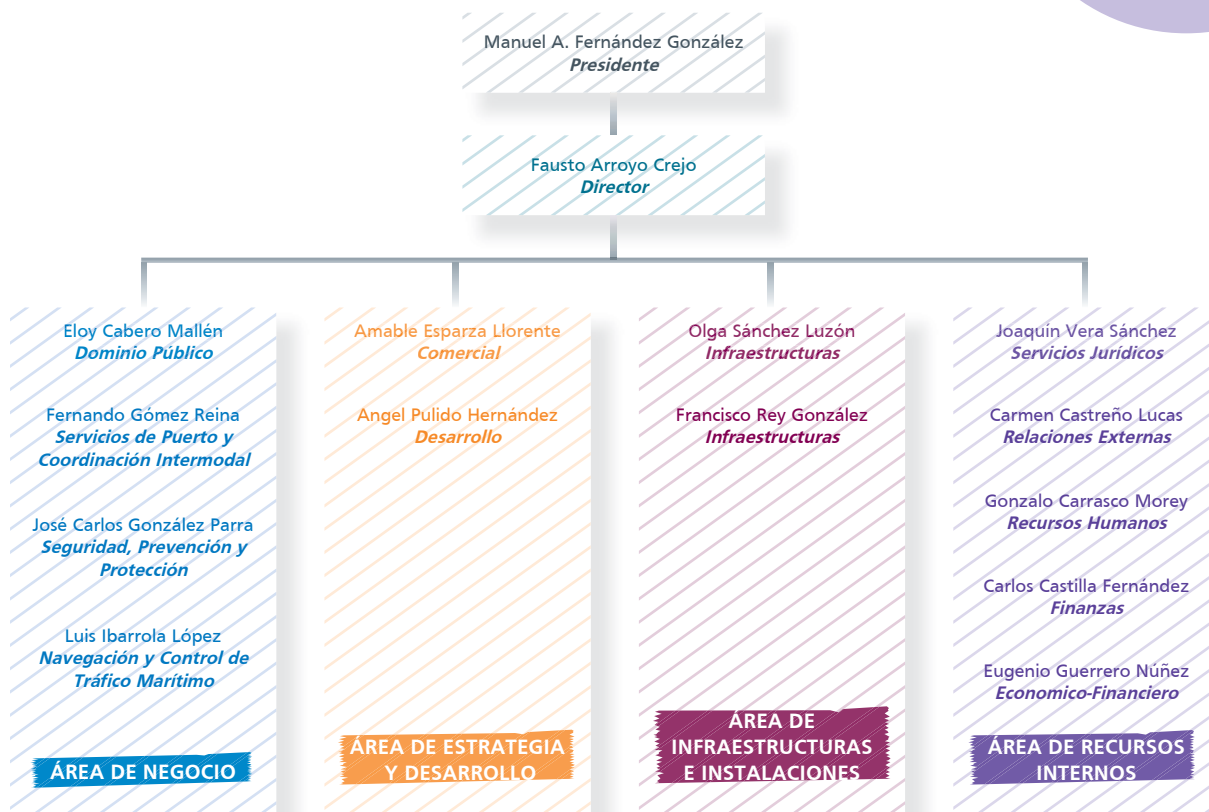 Manuel A. Fernández González
Presidente
Fausto Arroyo Crejo
Director
Eloy Cabero Mallén
Dominio Público
Fernando Gómez Reina
Servicios de Puerto y
Coordinación Intermodal
José Carlos González Parra
Seguridad, Prevención y
Protección
Luis Ibarrola López
Navegación y Control de
Tráfico Marítimo
ÁREA DE NEGOCIO
Amable Esparza Llorente
Comercial
Angel Pulido Hernández
Desarrollo
ÁREA DE ESTRATEGIA
Y DESARROLLO
Olga Sánchez Luzón
Infraestructuras
Francisco Rey González
Infraestructuras
ÁREA DE
INFRAESTRUCTURAS
E INSTALACIONES
Joaquín Vera Sánchez
Servicios Jurídicos
Carmen Castreño Lucas
Relaciones Externas
Gonzalo Carrasco Morey
Recursos Humanos
Carlos Castilla Fernández
Finanzas
Eugenio Guerrero Núñez
Economico-Financiero
ÁREA DE RECURSOS
INTERNOS